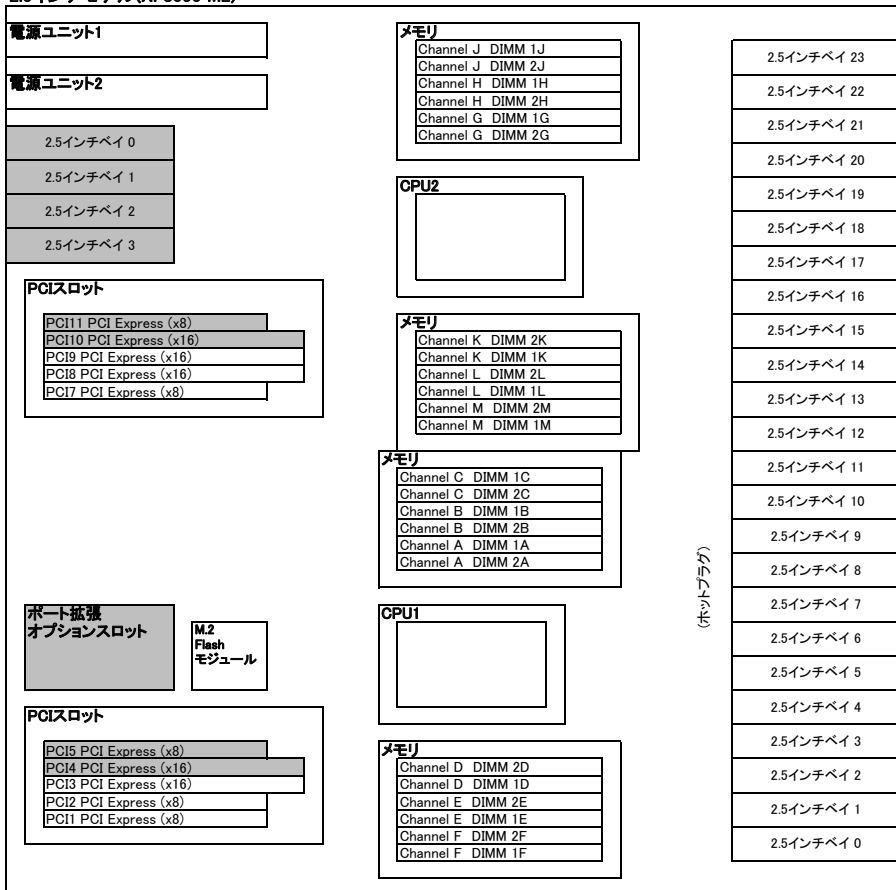 電源ユニット1
電源ユニット2
2.5インチベイ 0
2.5インチベイ 1
2.5インチベイ 2
2.5インチベイ 3
PCIスロット
PCI11 PCI Express (x8)
PCI10 PCI Express (x16)
PCI9 PCI Express (x16)
PCI8 PCI Express (x16)
PCI7 PCI Express (x8)
ポート拡張
オプションスロット
M.2
Flash
モジュール
PCIスロット
PCI5 PCI Express (x8)
PCI4 PCI Express (x16)
PCI3 PCI Express (x16)
PCI2 PCI Express (x8)
PCI1 PCI Express (x8)
メモリ
Channel J DIMM 1J
Channel J DIMM 2J
Channel H DIMM 1H
Channel H DIMM 2H
Channel G DIMM 1G
Channel G DIMM 2G
CPU2
メモリ
Channel K DIMM 2K
Channel K DIMM 1K
Channel L DIMM 2L
Channel L DIMM 1L
Channel M DIMM 2M
Channel M DIMM 1M
メモリ
Channel C DIMM 1C
Channel C DIMM 2C
Channel B DIMM 1B
Channel B DIMM 2B
Channel A DIMM 1A
Channel A DIMM 2A
CPU1
メモリ
Channel D DIMM 2D
Channel D DIMM 1D
Channel E DIMM 2E
Channel E DIMM 1E
Channel F DIMM 2F
Channel F DIMM 1F
(ホットプラグ)
2.5インチベイ 23
2.5インチベイ 22
2.5インチベイ 21
2.5インチベイ 20
2.5インチベイ 19
2.5インチベイ 18
2.5インチベイ 17
2.5インチベイ 16
2.5インチベイ 15
2.5インチベイ 14
2.5インチベイ 13
2.5インチベイ 12
2.5インチベイ 11
2.5インチベイ 10
2.5インチベイ 9
2.5インチベイ 8
2.5インチベイ 7
2.5インチベイ 6
2.5インチベイ 5
2.5インチベイ 4
2.5インチベイ 3
2.5インチベイ 2
2.5インチベイ 1
2.5インチベイ 0